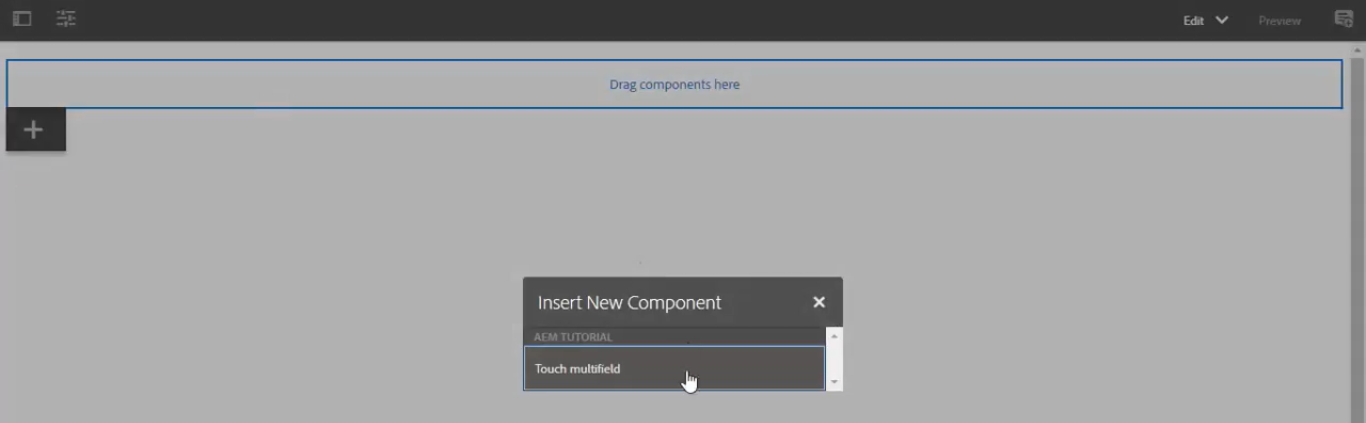 Edit
Preview
Drag components here
Insert New Component
AEM TUTORIAL
Touch multifield